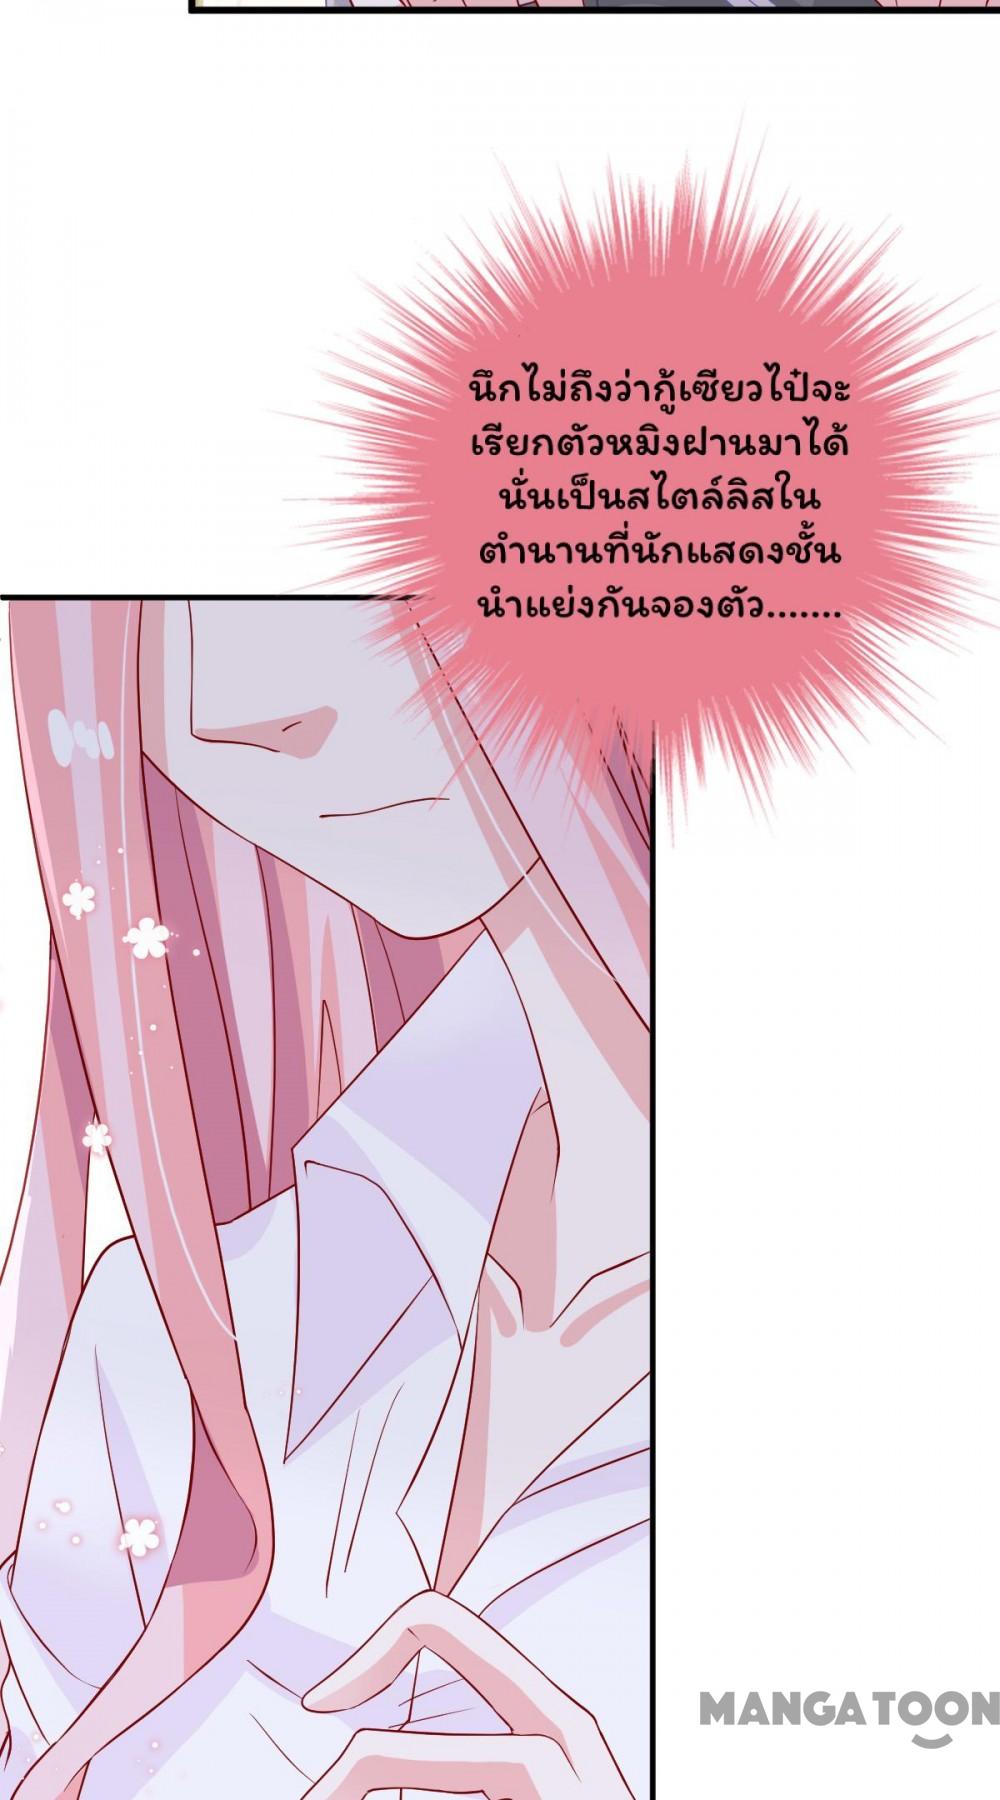 นึกไม่ถึงว่ากู้เซียวไป๋จะ
เรียกตัวหมิงฝานมาได้
นั่นเป็นสไตล์ลิสใน
ตำนานที่นักแสดงชั้น
นำแย่งกันจองตัว.......
MANGATOON